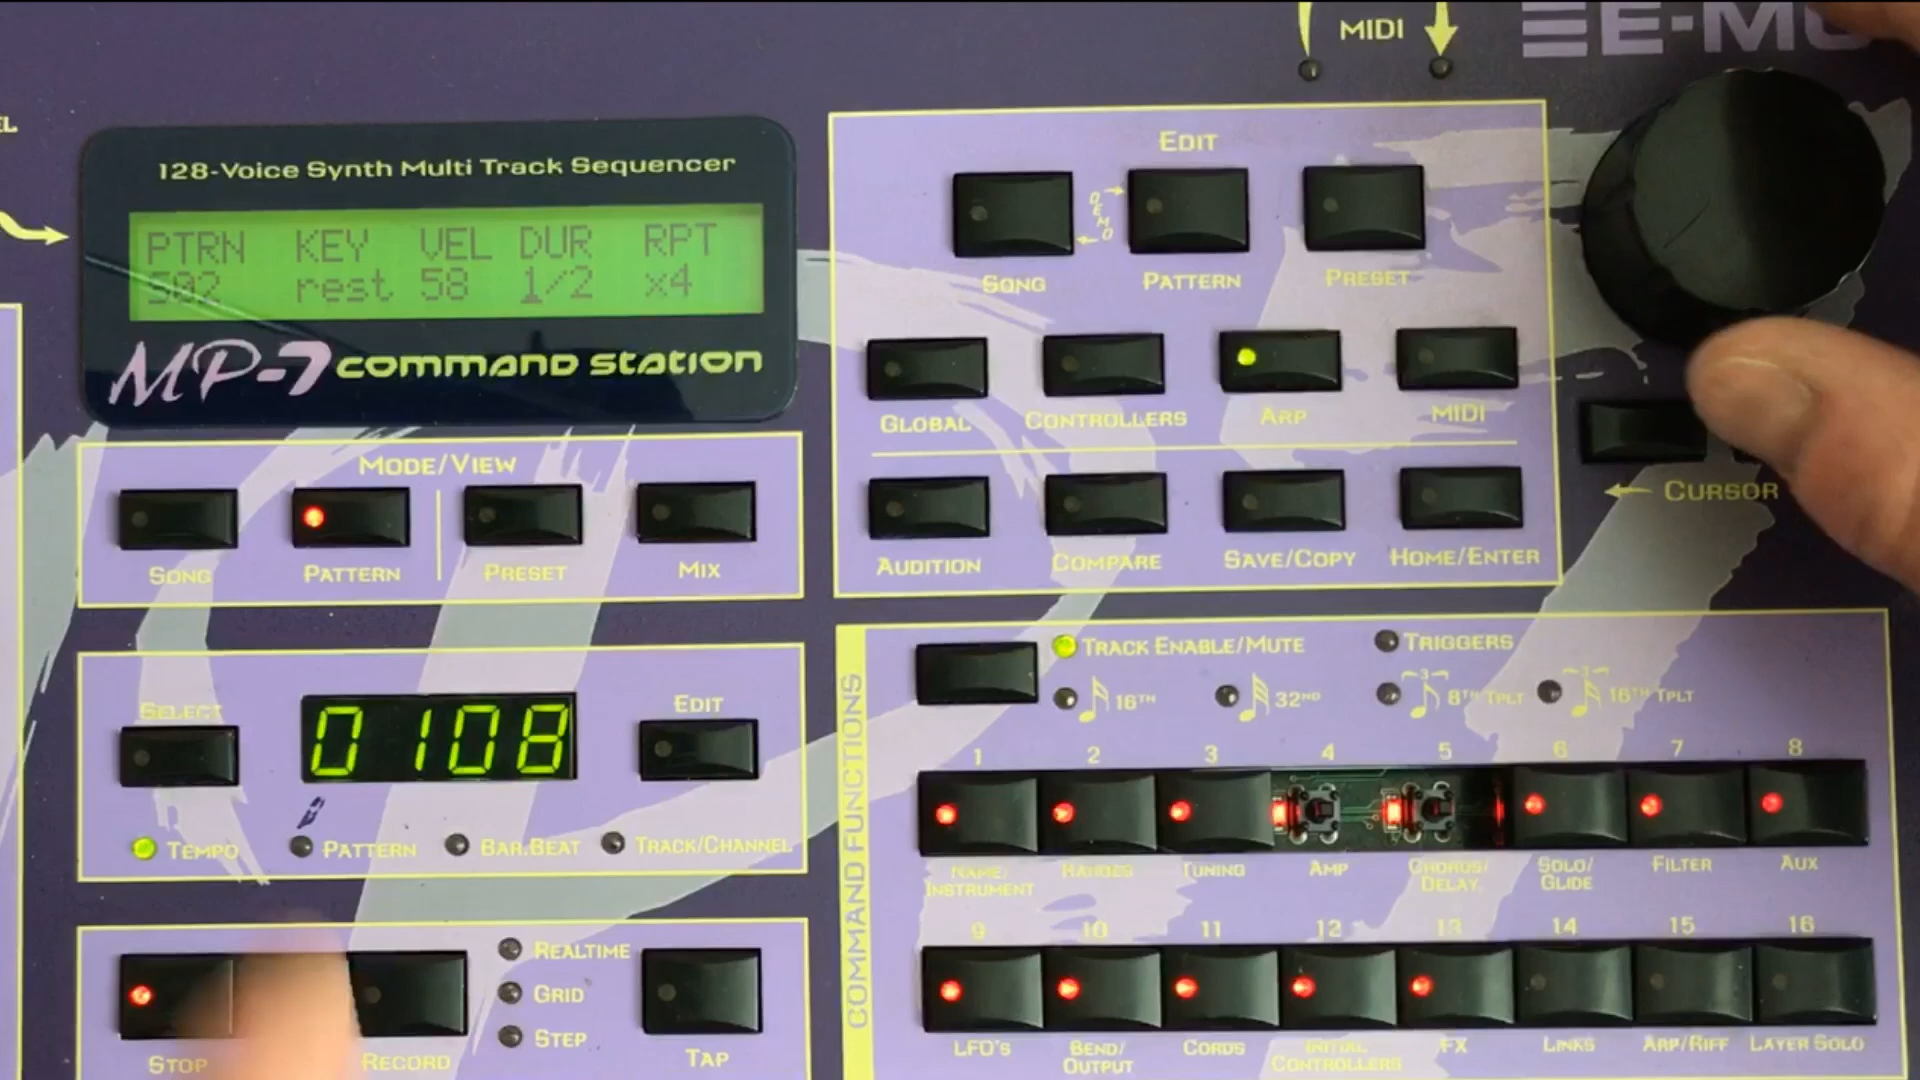 MIDI
E-MU
128-Voice Synth Multi Track Sequencer
PTRN KEY VEL DUR RPT
502 rest 58 1/2 x4
MP-7 COMMAND STATION
MODE/VIEW
SONG PATTERN PRESET MIX
SELECT EDIT
0108
TEMPO PATTERN BAR.BEAT TRACK/CHANNEL
REALTIME
GRID
STEP
STOP RECORD TAP
EDIT
DEMO
SONG PATTERN PRESET
GLOBAL CONTROLLERS ARP MIDI
AUDITION COMPARE SAVE/COPY HOME/ENTER
CURSOR
COMMAND FUNCTIONS
TRACK ENABLE/MUTE TRIGGERS
16TH 32ND 3 8TH TPLT 3 16TH TPLT
1 2 3 4 5 6 7 8
NAME/ RANGES TUNING AMP CHORUS/ SOLO/ FILTER AUX
INSTRUMENT DELAY GLIDE
9 10 11 12 13 14 15 16
LFO'S BEND/ CORDS INITIAL FX LINKS ARP/RIFF LAYER SOLO
OUTPUT CONTROLLERS